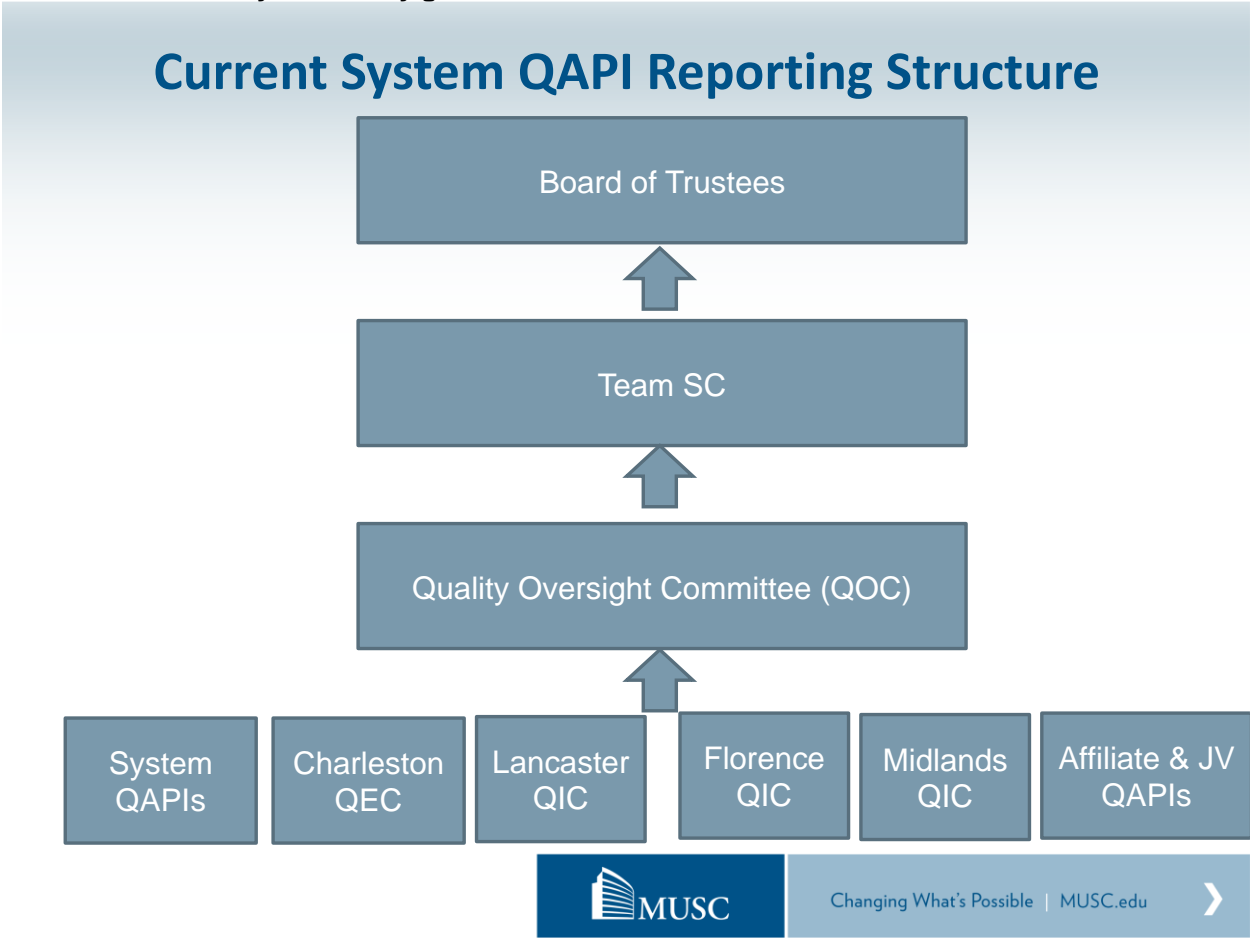 Current System QAPI Reporting Structure
Board of Trustees
Team SC
Quality Oversight Committee (QOC)
System
QAPIs
Charleston
QEC
Lancaster
QIC
Florence
QIC
Midlands
QIC
Affiliate & JV
QAPIs
MUSC
Changing What's Possible | MUSC.edu